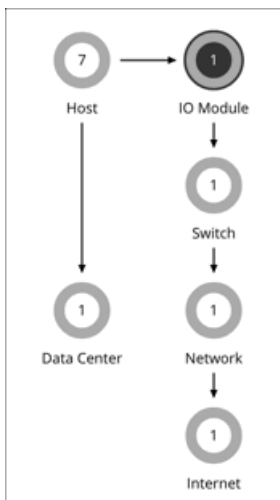 7
1
Host
IO Module
1
Switch
1
1
Data Center
Network
1
Internet